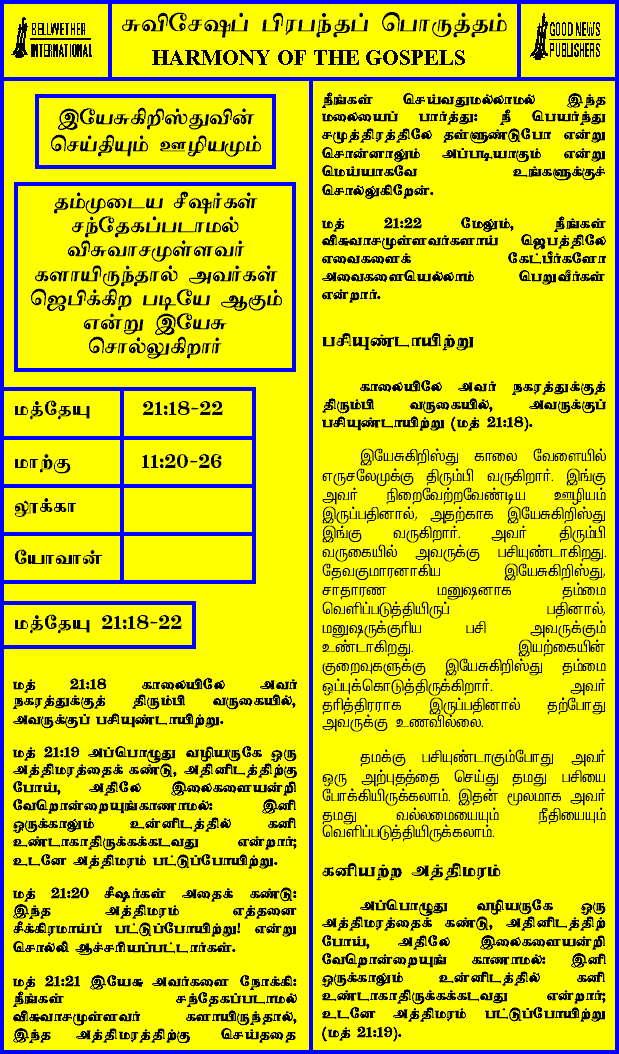 BELLWETHER
INTERNATIONAL
சுவிசேஷப் பிரபந்தப் பொருத்தம்
HARMONY OF THE GOSPELS
GOOD NEWS
PUBLISHERS
இயேசுகிறிஸ்துவின்
செய்தியும் ஊழியமும்
தம்முடைய சீஷர்கள்
சந்தேகப்படாமல்
விசுவாசமுள்ளவர்
களாயிருந்தால் அவர்கள்
ஜெபிக்கிற படியே ஆகும்
என்று இயேசு
சொல்லுகிறார்
மத்தேயு 21:18-22
மாற்கு 11:20-26
லூக்கா
யோவான்
மத்தேயு 21:18-22
மத் 21:18 காலையிலே அவர்
நகரத்துக்குத் திரும்பி வருகையில்,
அவருக்குப் பசியுண்டாயிற்று.
மத் 21:19 அப்பொழுது வழியருகே ஒரு
அத்திமரத்தைக் கண்டு, அதினிடத்திற்கு
போய், அதிலே இலைகளையன்றி
வேறொன்றையுங்காணாமல்: இனி
ஒருக்காலும் உன்னிடத்தில் கனி
உண்டாகாதிருக்கக்கடவது என்றார்;
உடனே அத்திமரம் பட்டுப்போயிற்று.
மத் 21:20 சீஷர்கள் அதைக் கண்டு:
இந்த அத்திமரம் எத்தனை
சீக்கிரமாய்ப் பட்டுப்போயிற்று! என்று
சொல்லி ஆச்சரியப்பட்டார்கள்.
மத் 21:21 இயேசு அவர்களை நோக்கி:
நீங்கள் சந்தேகப்படாமல்
விசுவாசமுள்ளவர் களாயிருந்தால்,
இந்த அத்திமரத்திற்கு செய்ததை
நீங்கள் செய்வதுமல்லாமல் இந்த
மலையைப் பார்த்து: நீ பெயர்ந்து
சமுத்திரத்திலே தள்ளுண்டுபோ என்று
சொன்னாலும் அப்படியாகும் என்று
மெய்யாகவே உங்களுக்குச்
சொல்லுகிறேன்.
மத் 21:22 மேலும், நீங்கள்
விசுவாசமுள்ளவர்களாய் ஜெபத்திலே
எவைகளைக் கேட்பீர்களோ
அவைகளையெல்லாம் பெறுவீர்கள்
என்றார்.
பசியுண்டாயிற்று
காலையிலே அவர் நகரத்துக்குத்
திரும்பி வருகையில், அவருக்குப்
பசியுண்டாயிற்று (மத் 21:18).
இயேசுகிறிஸ்து காலை வேளையில்
எருசலேமுக்கு திரும்பி வருகிறார். இங்கு
அவர் நிறைவேற்றவேண்டிய ஊழியம்
இருப்பதினால், அதற்காக இயேசுகிறிஸ்து
இங்கு வருகிறார். அவர் திரும்பி
வருகையில் அவருக்கு பசியுண்டாகிறது.
தேவகுமாரனாகிய இயேசுகிறிஸ்து,
சாதாரண மனுஷனாக தம்மை
வெளிப்படுத்தியிருப் பதினால்,
மனுஷருக்குரிய பசி அவருக்கும்
உண்டாகிறது. இயற்கையின்
குறைவுகளுக்கு இயேசுகிறிஸ்து தம்மை
ஒப்புக்கொடுத்திருக்கிறார். அவர்
தரித்திரராக இருப்பதினால் தற்போது
அவருக்கு உணவில்லை.
தமக்கு பசியுண்டாகும்போது அவர்
ஒரு அற்புதத்தை செய்து தமது பசியை
போக்கியிருக்கலாம். இதன் மூலமாக அவர்
தமது வல்லமையையும் நீதியையும்
வெளிப்படுத்தியிருக்கலாம்.
கனியற்ற அத்திமரம்
அப்பொழுது வழியருகே ஒரு
அத்திமரத்தைக் கண்டு, அதினிடத்திற்
போய், அதிலே இலைகளையன்றி
வேறொன்றையுங் காணாமல்: இனி
ஒருக்காலும் உன்னிடத்தில் கனி
உண்டாகாதிருக்கக்கடவது என்றார்;
உடனே அத்திமரம் பட்டுப்போயிற்று
(மத் 21:19).